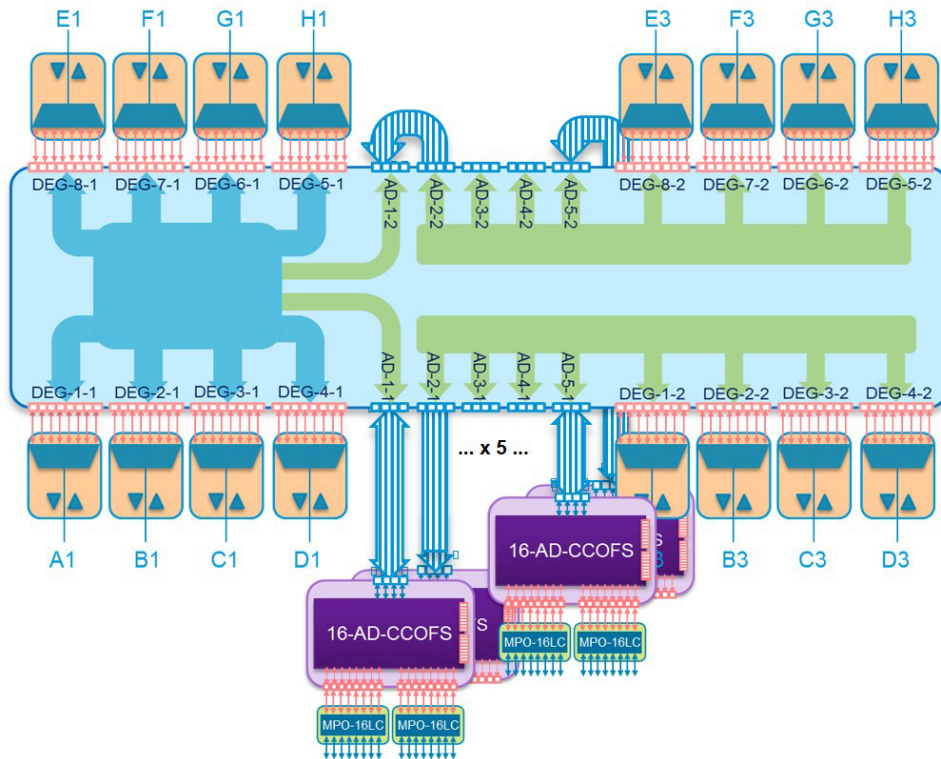 E1 F1 G1 H1 E3 F3 G3 H3
DEG-8-1 DEG-7-1 DEG-6-1 DEG-5-1 AD-1-2 AD-2-2 AD-3-2 AD-4-2 AD-5-2 DEG-8-2 DEG-7-2 DEG-6-2 DEG-5-2
DEG-1-1 DEG-2-1 DEG-3-1 DEG-4-1 AD-1-1 AD-2-1 AD-3-1 AD-4-1 AD-5-1 DEG-1-2 DEG-2-2 DEG-3-2 DEG-4-2
... x 5 ...
A1 B1 C1 D1 B3 C3 D3
16-AD-CCOFS
16-AD-CCOFS
MPO-16LC MPO-16LC
MPO-16LC MPO-16LC